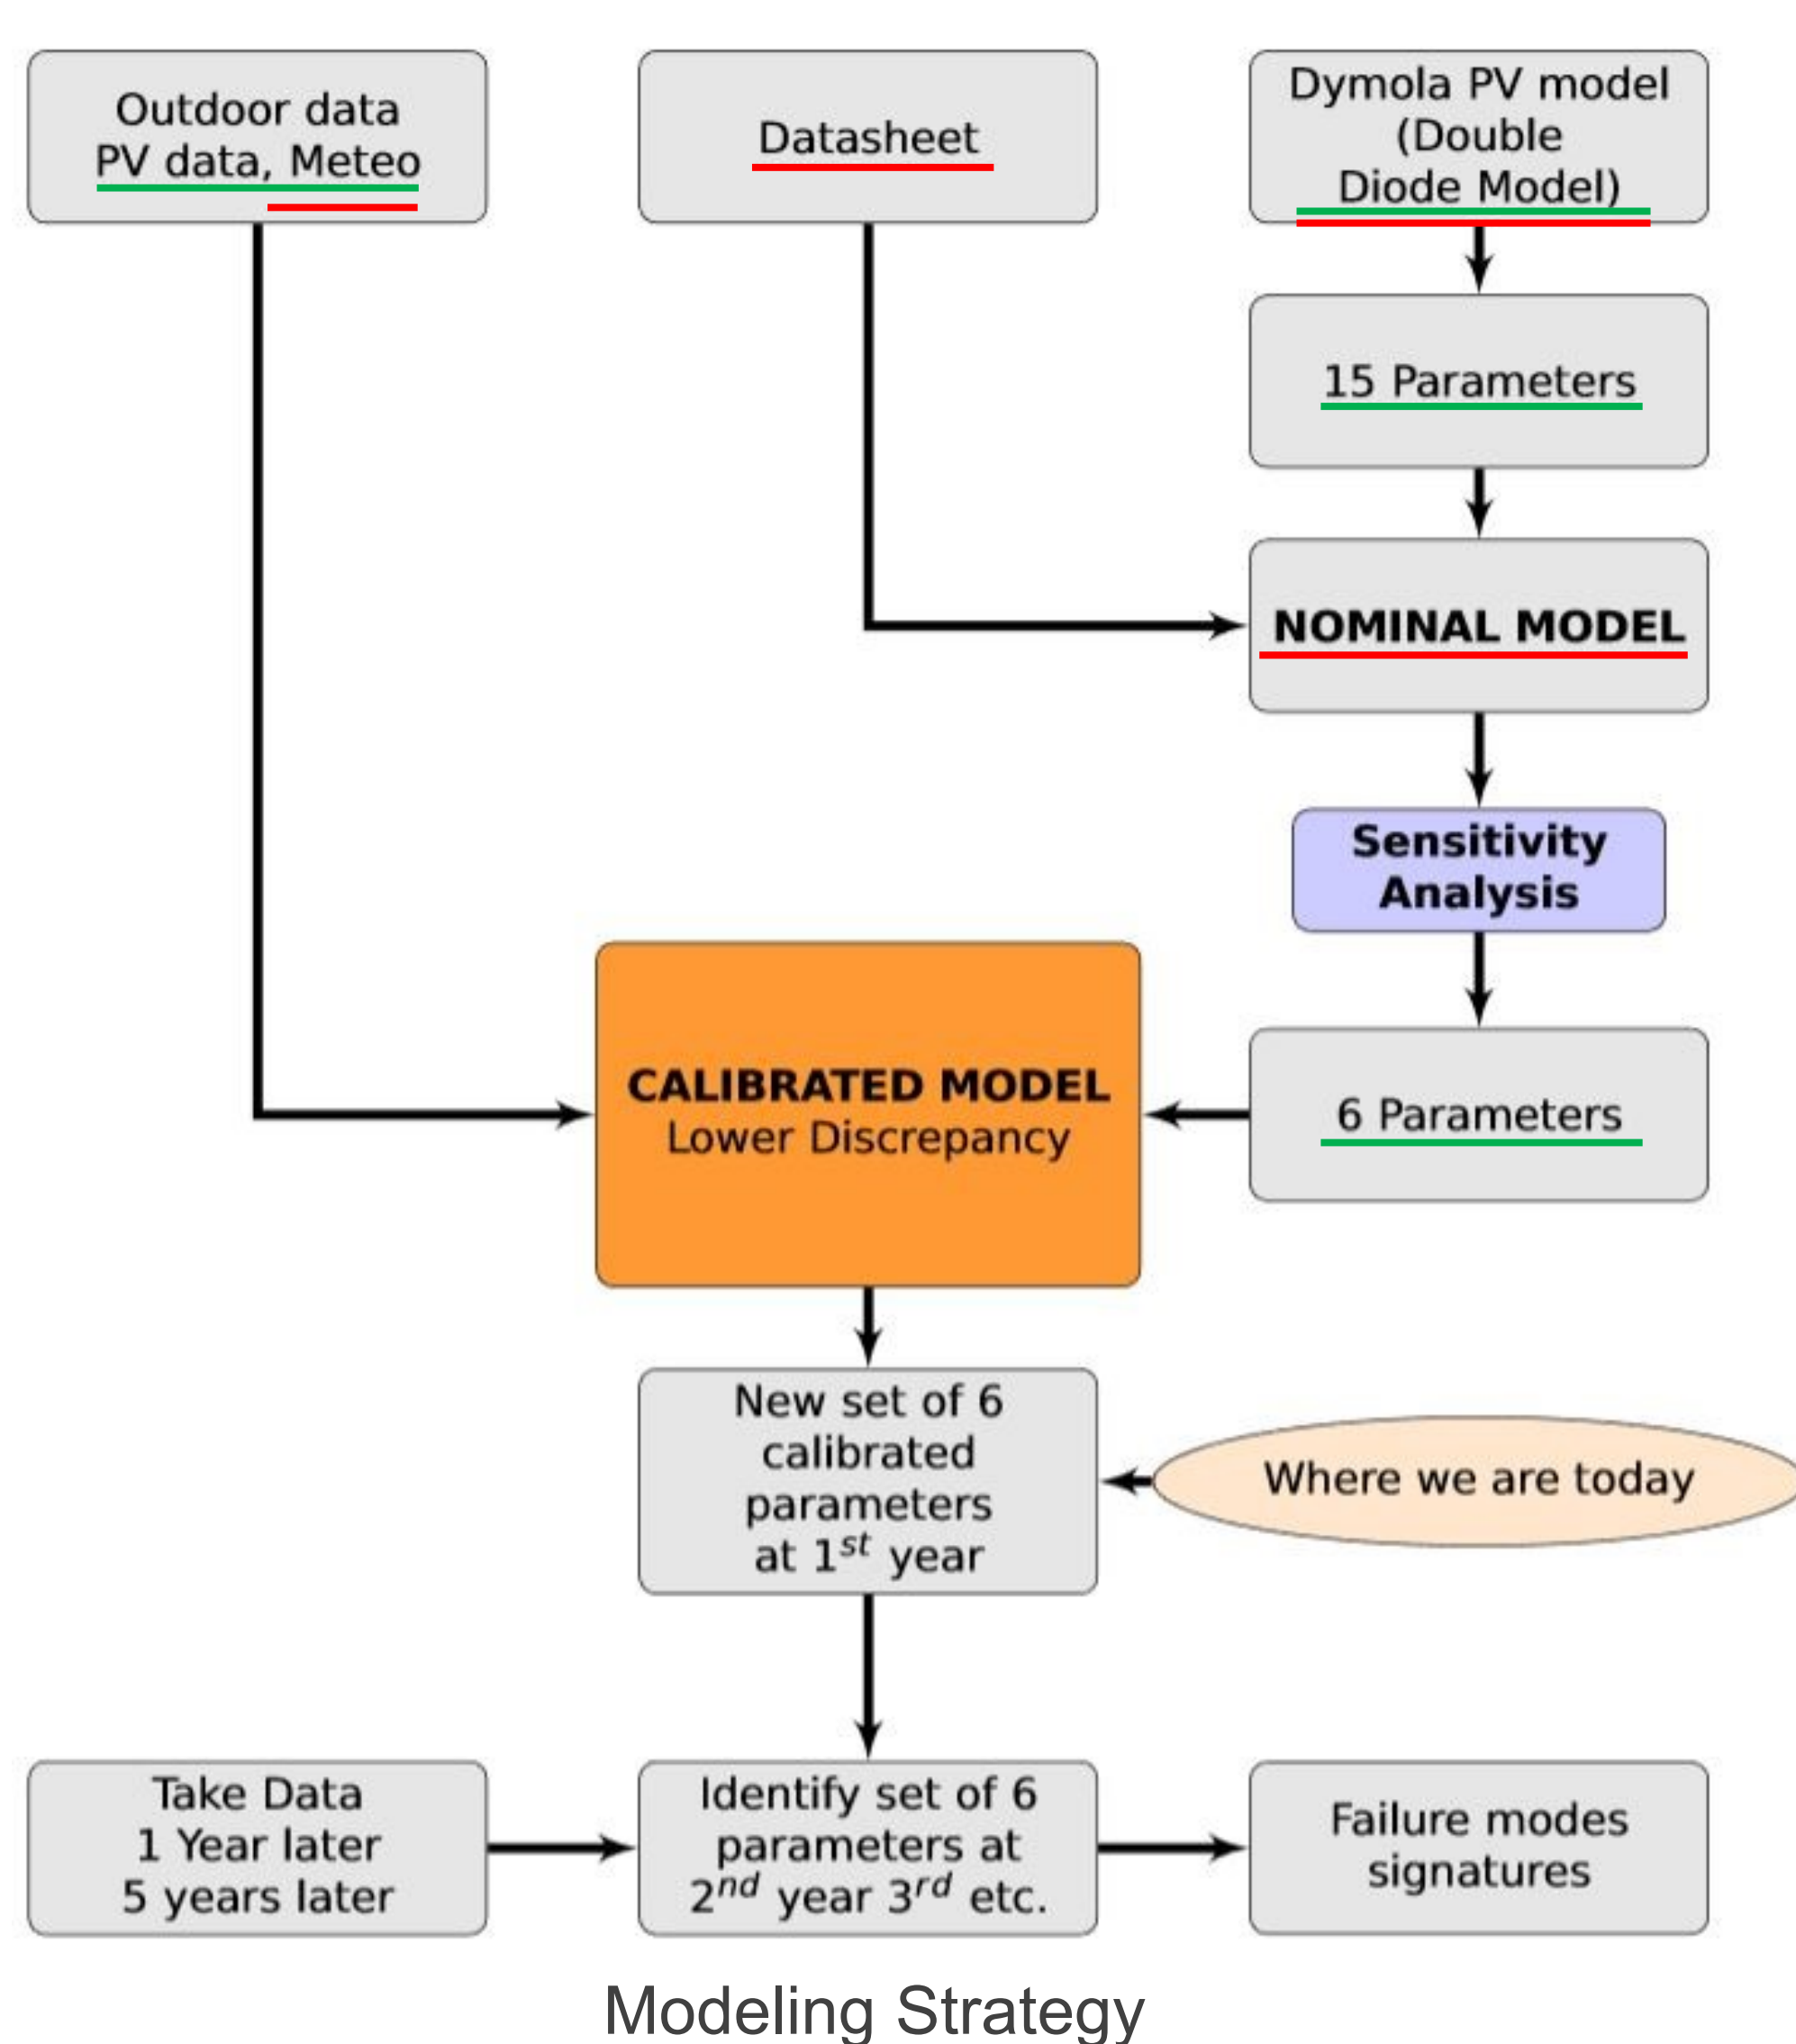 Outdoor data
PV data, Meteo
Datasheet
Dymola PV model
(Double
Diode Model)
15 Parameters
NOMINAL MODEL
Sensitivity
Analysis
CALIBRATED MODEL
Lower Discrepancy
6 Parameters
New set of 6
calibrated
parameters
at 1st year
Where we are today
Take Data
1 Year later
5 years later
Identify set of 6
parameters at
2nd year 3rd etc.
Failure modes
signatures
Modeling Strategy